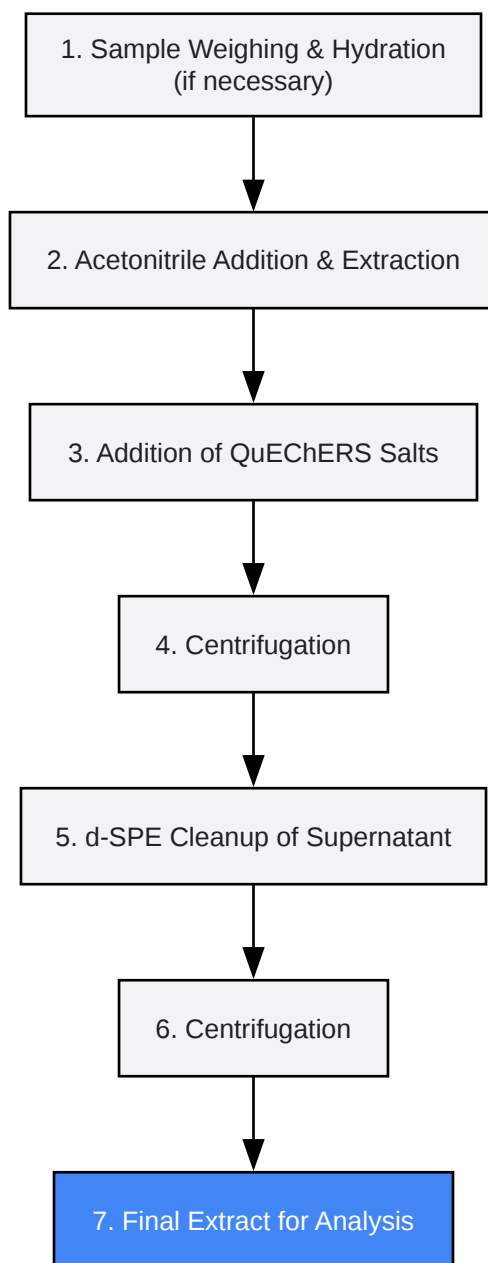 1. Sample Weighing & Hydration
(if necessary)
2. Acetonitrile Addition & Extraction
3. Addition of QuEChERS Salts
4. Centrifugation
5. d-SPE Cleanup of Supernatant
6. Centrifugation
7. Final Extract for Analysis